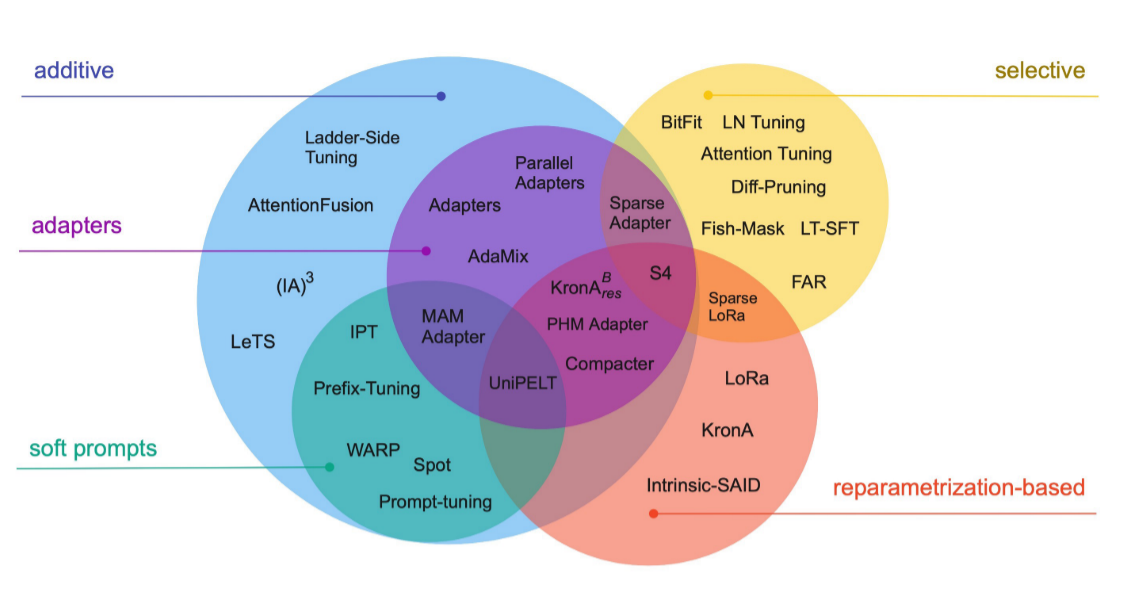 additive
selective
BitFit LN Tuning
Ladder-Side
Tuning
Attention Tuning
Parallel
Adapters
Diff-Pruning
AttentionFusion
Adapters
Sparse
Adapter
adapters
Fish-Mask LT-SFT
AdaMix
S4
FAR
(IA)³
KronA^B_res
Sparse
LoRa
MAM
Adapter
PHM Adapter
IPT
LeTS
Compacter
UniPELT
LoRa
Prefix-Tuning
KronA
soft prompts
WARP
Spot
Intrinsic-SAID
reparametrization-based
Prompt-tuning